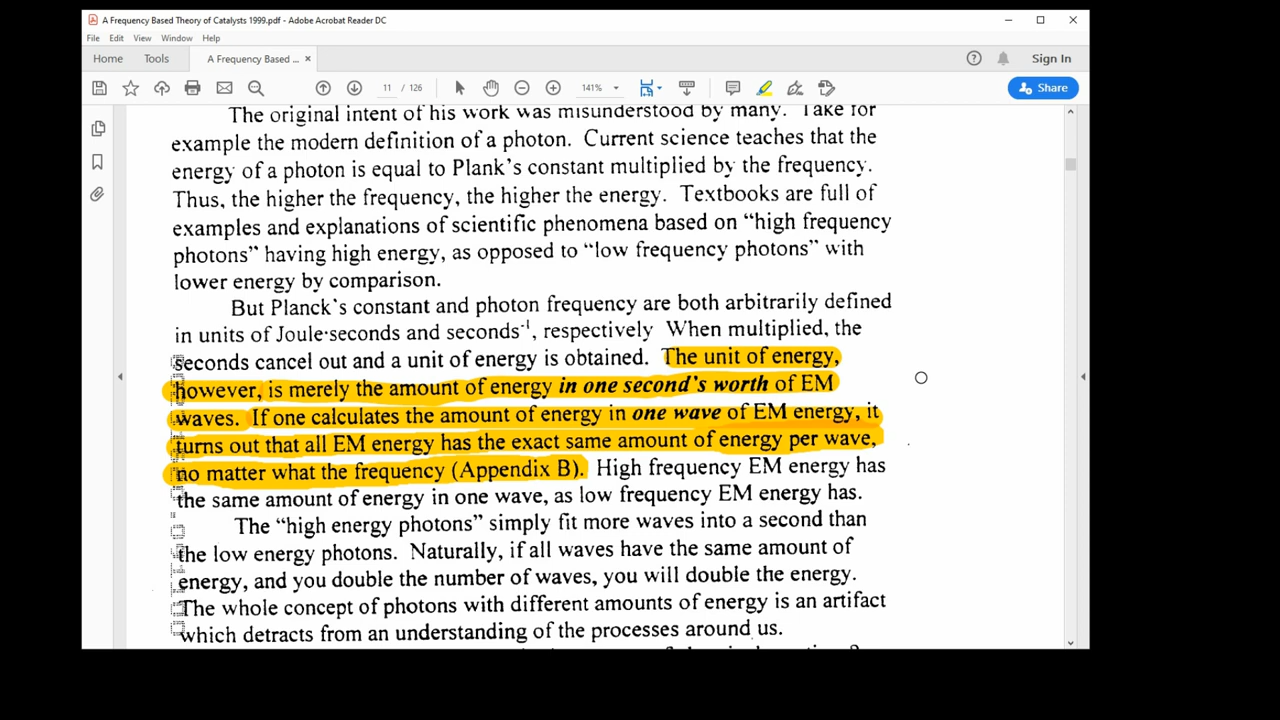 A Frequency Based Theory of Catalysts 1999.pdf - Adobe Acrobat Reader DC
File Edit View Window Help
Home Tools A Frequency Based ... × Sign In
11 / 126 141% Share
The original intent of his work was misunderstood by many. Take for
example the modern definition of a photon. Current science teaches that the
energy of a photon is equal to Plank's constant multiplied by the frequency.
Thus, the higher the frequency, the higher the energy. Textbooks are full of
examples and explanations of scientific phenomena based on "high frequency
photons" having high energy, as opposed to "low frequency photons" with
lower energy by comparison.
But Planck's constant and photon frequency are both arbitrarily defined
in units of Joule·seconds and seconds⁻¹, respectively When multiplied, the
seconds cancel out and a unit of energy is obtained. The unit of energy,
however, is merely the amount of energy in one second's worth of EM
waves. If one calculates the amount of energy in one wave of EM energy, it
turns out that all EM energy has the exact same amount of energy per wave,
no matter what the frequency (Appendix B). High frequency EM energy has
the same amount of energy in one wave, as low frequency EM energy has.
The "high energy photons" simply fit more waves into a second than
the low energy photons. Naturally, if all waves have the same amount of
energy, and you double the number of waves, you will double the energy.
The whole concept of photons with different amounts of energy is an artifact
which detracts from an understanding of the processes around us.